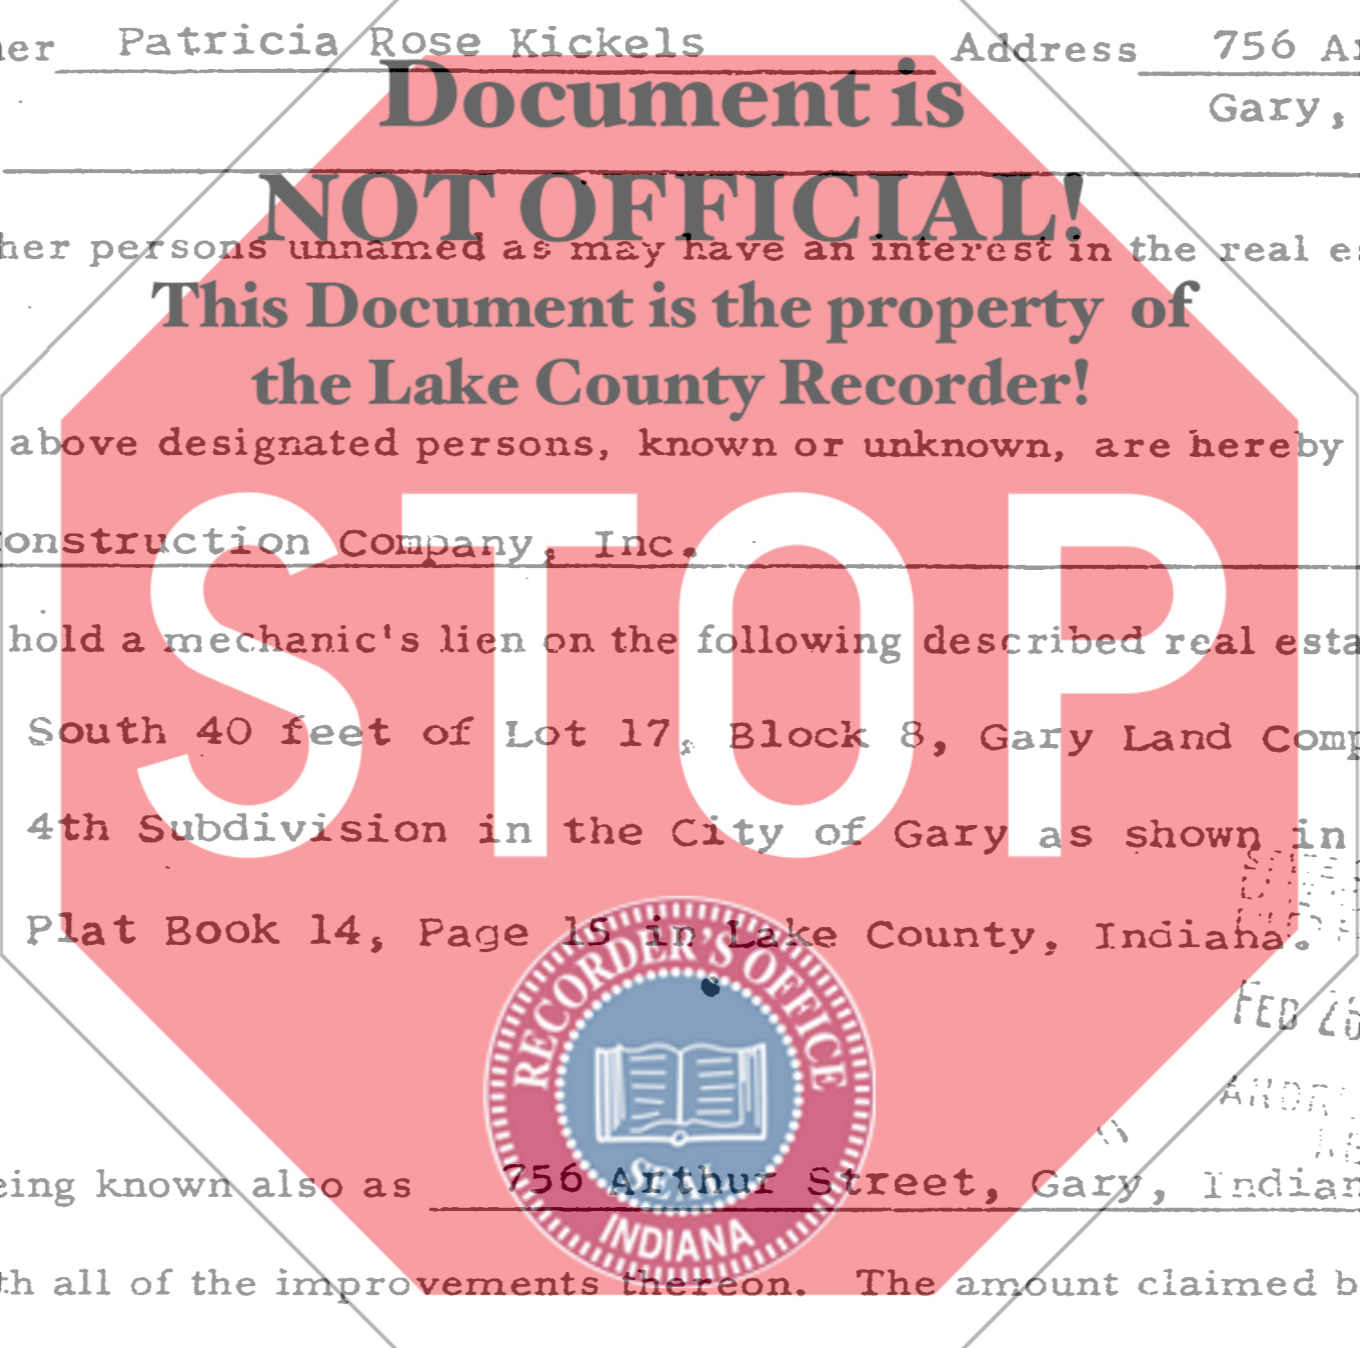 ner Patricia Rose Kickels Address 756 Ar
Gary,
Document is
NOT OFFICIAL!
her persons unnamed as may have an interest in the real es
This Document is the property of
the Lake County Recorder!
above designated persons, known or unknown, are hereby
onstruction Company, Inc.
STOP
hold a mechanic's lien on the following described real esta
South 40 feet of Lot 17, Block 8, Gary Land Comp
4th Subdivision in the City of Gary as shown in
Plat Book 14, Page 15 in Lake County, Indiana.
RECORDER'S OFFICE
FEB 26
ANDR
SEAL
eing known also as 756 Arthur Street, Gary, Indian
INDIANA
th all of the improvements thereon. The amount claimed b